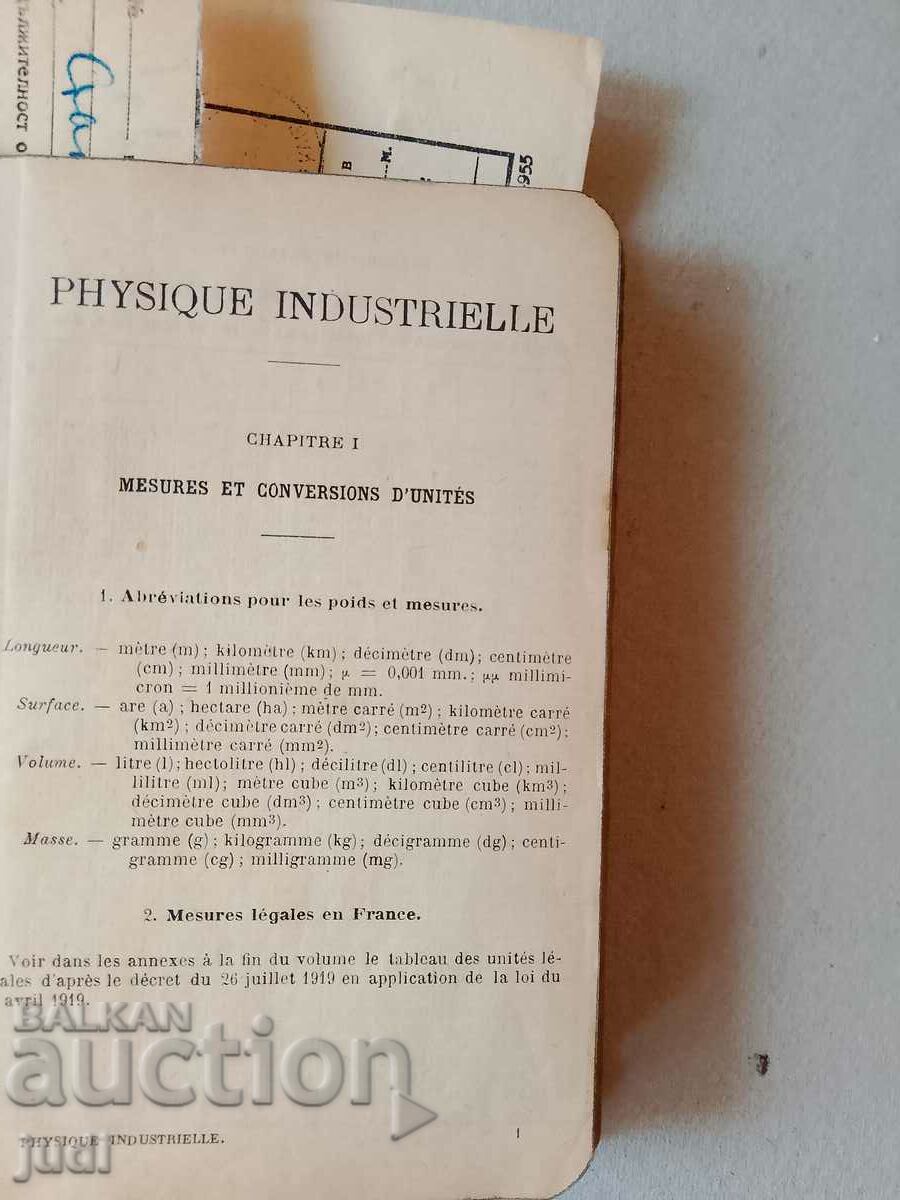 дължителност о
Ста
В
М.
955
PHYSIQUE INDUSTRIELLE
CHAPITRE I
MESURES ET CONVERSIONS D'UNITÉS
1. Abréviations pour les poids et mesures.
Longueur. — mètre (m) ; kilomètre (km) ; décimètre (dm) ; centimètre
(cm) ; millimètre (mm) ; μ = 0,001 mm. ; μμ millimi-
cron = 1 millionième de mm.
Surface. — are (a) ; hectare (ha) ; mètre carré (m²) ; kilomètre carré
(km²) ; décimètre carré (dm²) ; centimètre carré (cm²) ;
millimètre carré (mm²).
Volume. — litre (l) ; hectolitre (hl) ; décilitre (dl) ; centilitre (cl) ; mil-
lilitre (ml) ; mètre cube (m³) ; kilomètre cube (km³) ;
décimètre cube (dm³) ; centimètre cube (cm³) ; milli-
mètre cube (mm³).
Masse. — gramme (g) ; kilogramme (kg) ; décigramme (dg) ; centi-
gramme (cg) ; milligramme (mg).
2. Mesures légales en France.
Voir dans les annexes à la fin du volume le tableau des unités lé-
ales d'après le décret du 26 juillet 1919 en application de la loi du
avril 1919.
BALKAN
auction
PHYSIQUE INDUSTRIELLE. 1
judi